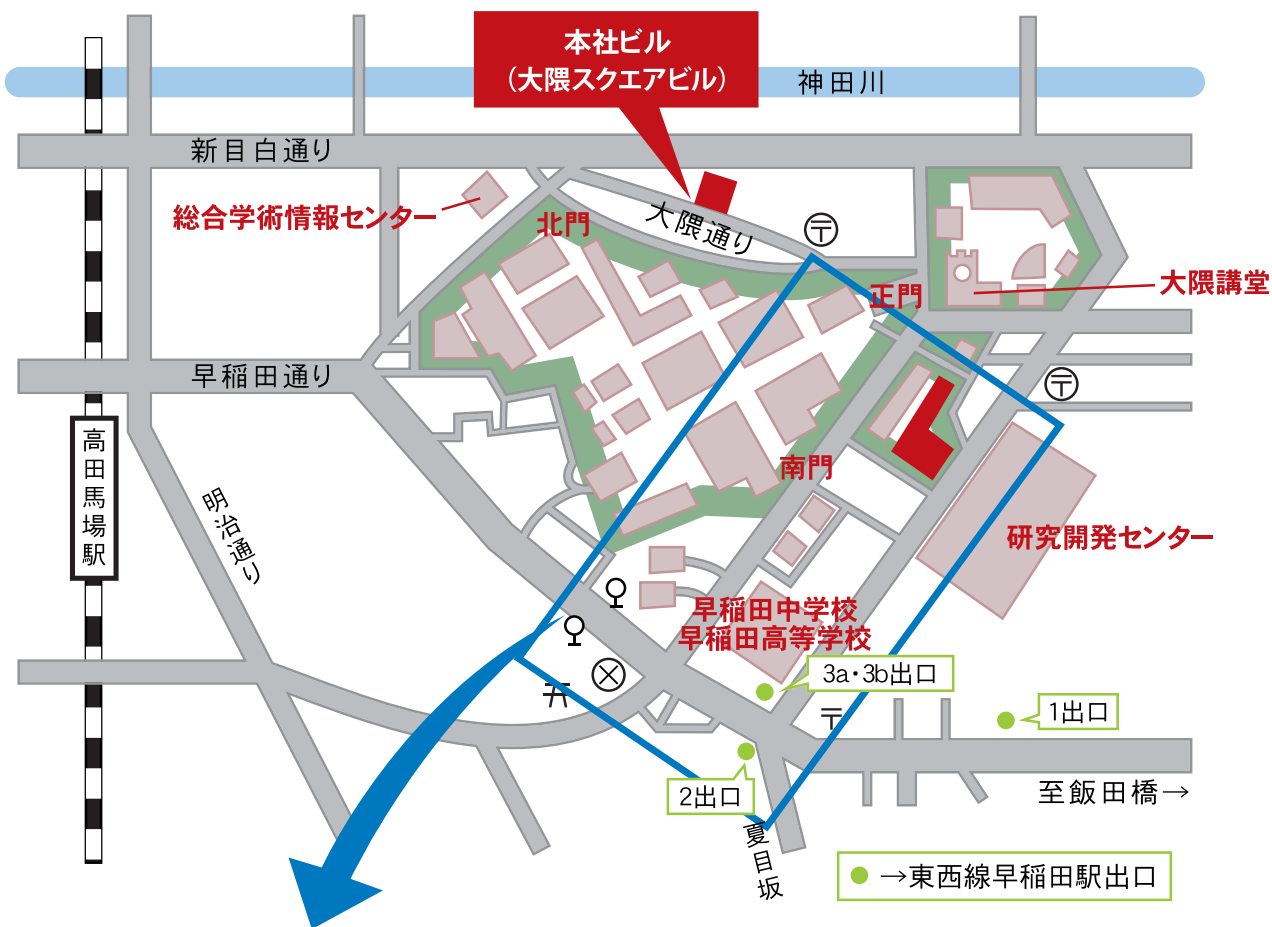 本社ビル
(大隈スクエアビル)
神田川
新目白通り
総合学術情報センター
北門
大隈通り
正門
大隈講堂
早稲田通り
高田馬場駅
明治通り
南門
研究開発センター
早稲田中学校
早稲田高等学校
3a・3b出口
1出口
2出口
至飯田橋→
夏目坂
→東西線早稲田駅出口